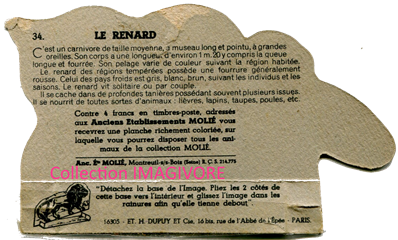 34. LE RENARD
C'est un carnivore de taille moyenne, à museau long et pointu, à grandes
oreilles. Son corps a une longueur d'environ 1 m. 20 y compris la queue
longue et fourrée. Son pelage varie de couleur suivant la région habitée.
Le renard des régions tempérées possède une fourrure généralement
rousse. Celui des pays froids est gris, blanc, brun, suivant les individus et les
saisons. Le renard vit solitaire ou par couple.
Il se cache dans de profondes tanières possédant souvent plusieurs issues.
Il se nourrit de toutes sortes d'animaux : lièvres, lapins, taupes, poules, etc.
Contre 4 francs en timbres-poste, adressés
aux Anciens Etablissements MOLIÉ vous
recevrez une planche richement coloriée, sur
laquelle vous pourrez disposer tous les ani-
maux de la collection MOLIÉ.
Anc. Éts MOLIÉ, Montreuil-s/s-Bois (Seine) R. C. S. 214.775
Collection IMAGIVORE
"Détachez la base de l'Image. Pliez les 2 côtés de
cette base vers l'intérieur et glissez l'image dans les
rainures afin qu'elle tienne debout"
16305 - ET. H. DUPUY ET Cie, 16 bis, rue de l'Abbé de l'Épée - PARIS.